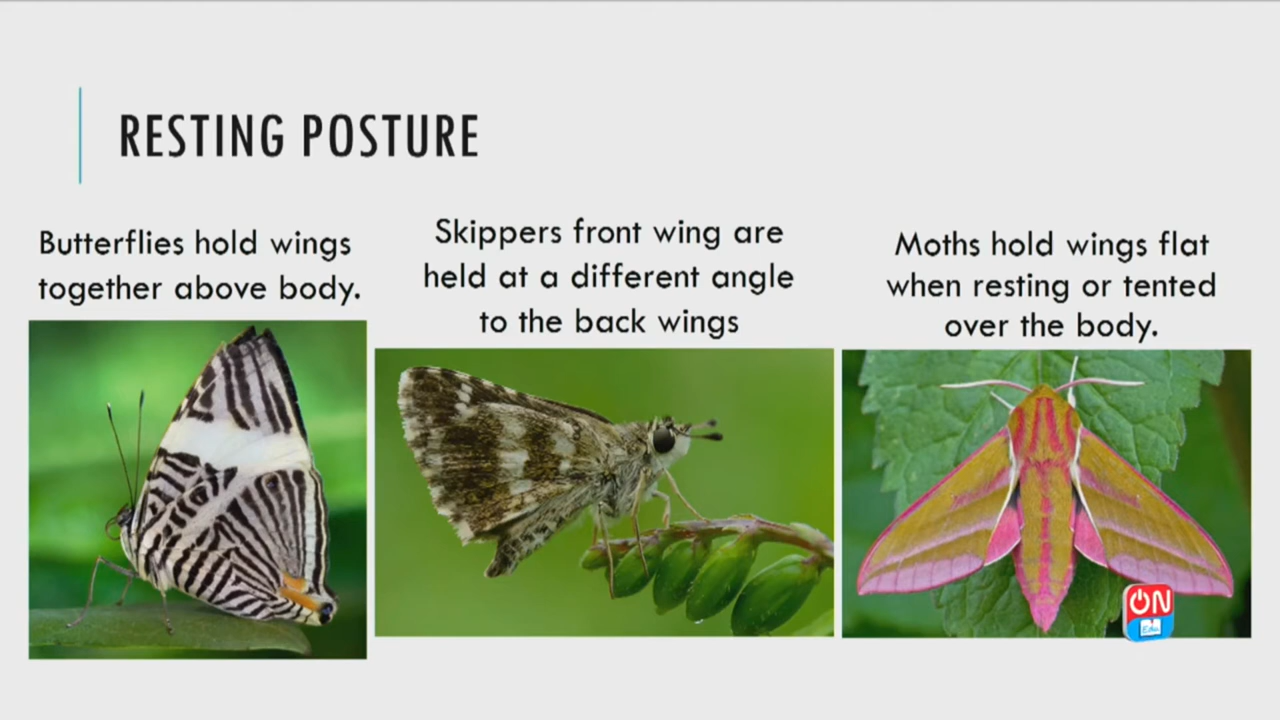 RESTING POSTURE
Butterflies hold wings
together above body.
Skippers front wing are
held at a different angle
to the back wings
Moths hold wings flat
when resting or tented
over the body.
ON
Edu